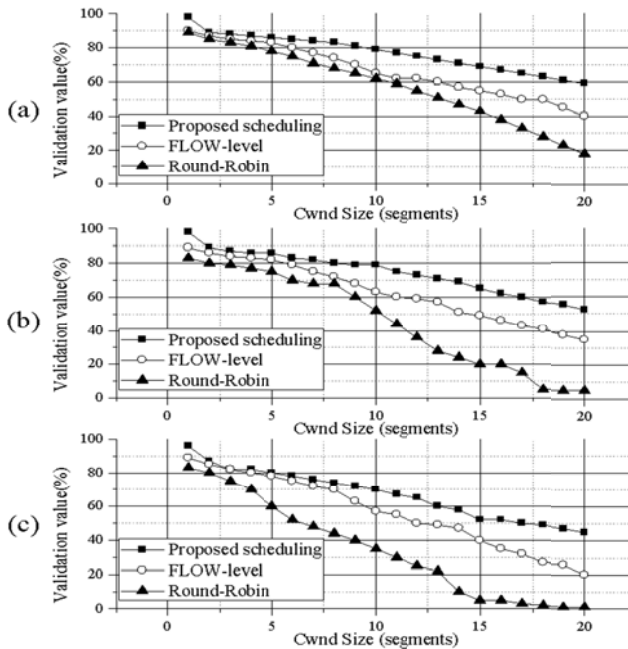 (a)
Validation value(%)
100
80
60
40
20
0
Proposed scheduling
FLOW-level
Round-Robin
0 5 10 15 20
Cwnd Size (segments)
(b)
Validation value(%)
100
80
60
40
20
0
Proposed scheduling
FLOW-level
Round-Robin
0 5 10 15 20
Cwnd Size (segments)
(c)
Validation value(%)
100
80
60
40
20
0
Proposed scheduling
FLOW-level
Round-Robin
0 5 10 15 20
Cwnd Size (segments)